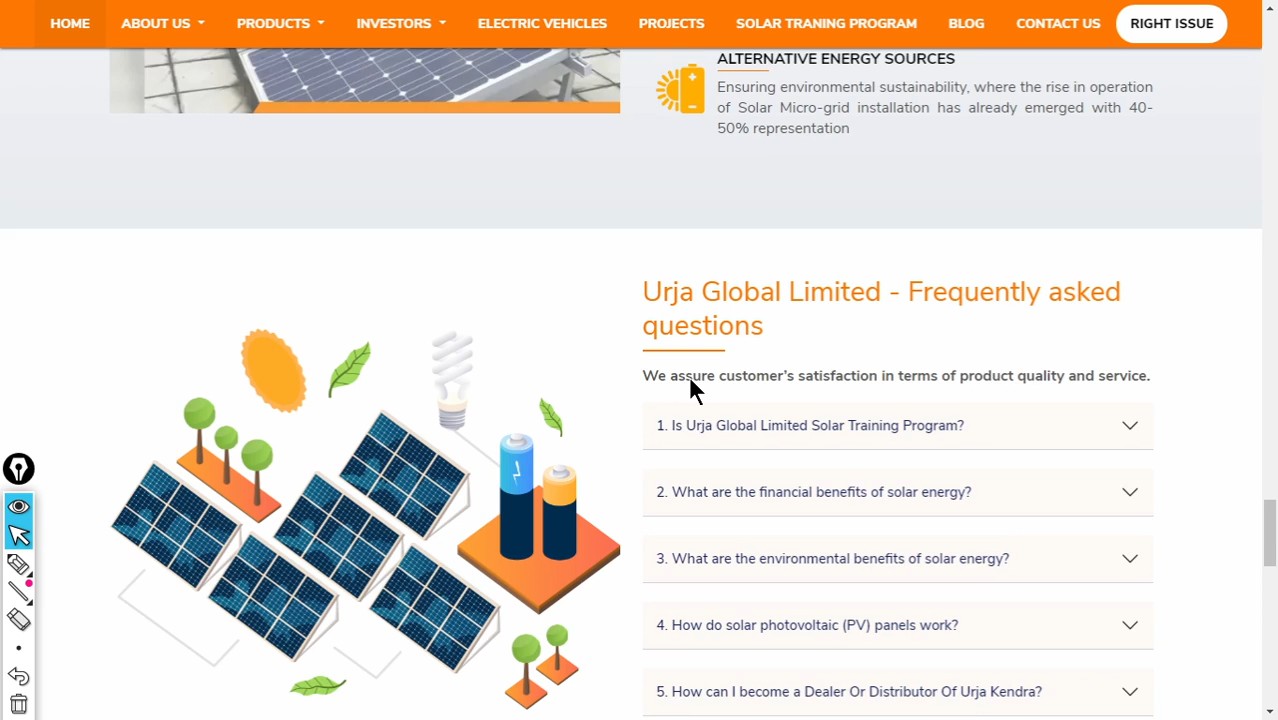 HOME ABOUT US PRODUCTS INVESTORS ELECTRIC VEHICLES PROJECTS SOLAR TRANING PROGRAM BLOG CONTACT US RIGHT ISSUE
ALTERNATIVE ENERGY SOURCES
Ensuring environmental sustainability, where the rise in operation
of Solar Micro-grid installation has already emerged with 40-
50% representation
Urja Global Limited - Frequently asked
questions
We assure customer's satisfaction in terms of product quality and service.
1. Is Urja Global Limited Solar Training Program?
2. What are the financial benefits of solar energy?
3. What are the environmental benefits of solar energy?
4. How do solar photovoltaic (PV) panels work?
5. How can I become a Dealer Or Distributor Of Urja Kendra?